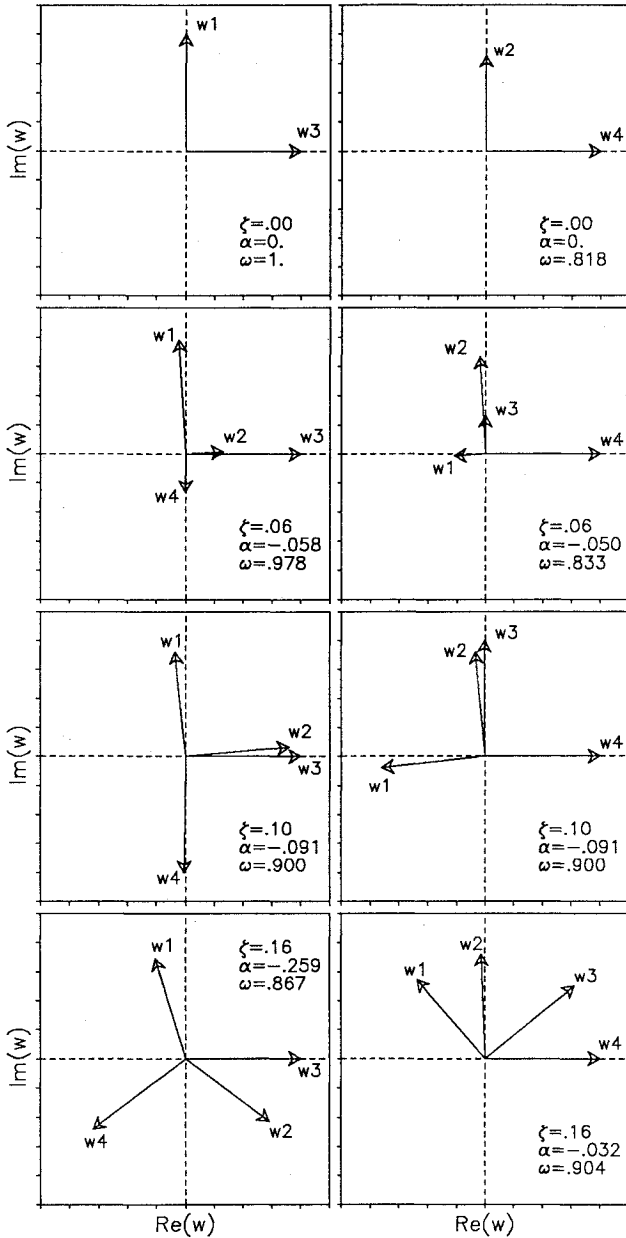 w1
w3
Im(w)
ζ=.00
α=0.
ω=1.
w2
w4
ζ=.00
α=0.
ω=.818
w1
w2
w3
w4
Im(w)
ζ=.06
α=-.058
ω=.978
w2
w3
w4
w1
ζ=.06
α=-.050
ω=.833
w1
w2
w3
w4
Im(w)
ζ=.10
α=-.091
ω=.900
w3
w2
w4
w1
ζ=.10
α=-.091
ω=.900
w1
ζ=.16
α=-.259
ω=.867
w3
w4
w2
Im(w)
Re(w)
w2
w1
w3
w4
ζ=.16
α=-.032
ω=.904
Re(w)